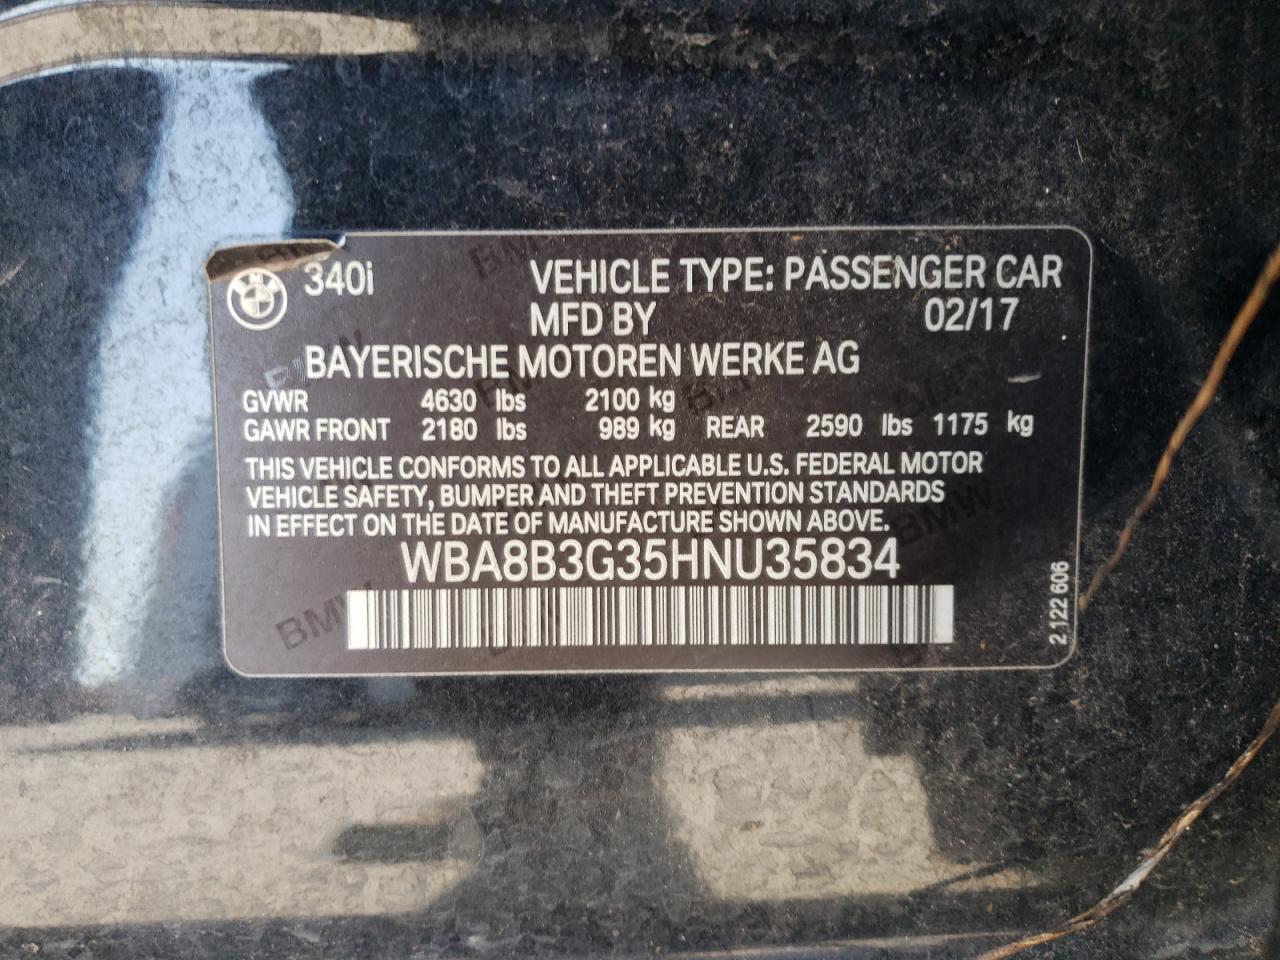 340i VEHICLE TYPE: PASSENGER CAR
MFD BY 02/17
BAYERISCHE MOTOREN WERKE AG
GVWR 4630 lbs 2100 kg
GAWR FRONT 2180 lbs 989 kg REAR 2590 lbs 1175 kg
THIS VEHICLE CONFORMS TO ALL APPLICABLE U.S. FEDERAL MOTOR
VEHICLE SAFETY, BUMPER AND THEFT PREVENTION STANDARDS
IN EFFECT ON THE DATE OF MANUFACTURE SHOWN ABOVE.
WBA8B3G35HNU35834
2 122 606
BMW
BMW
BMW